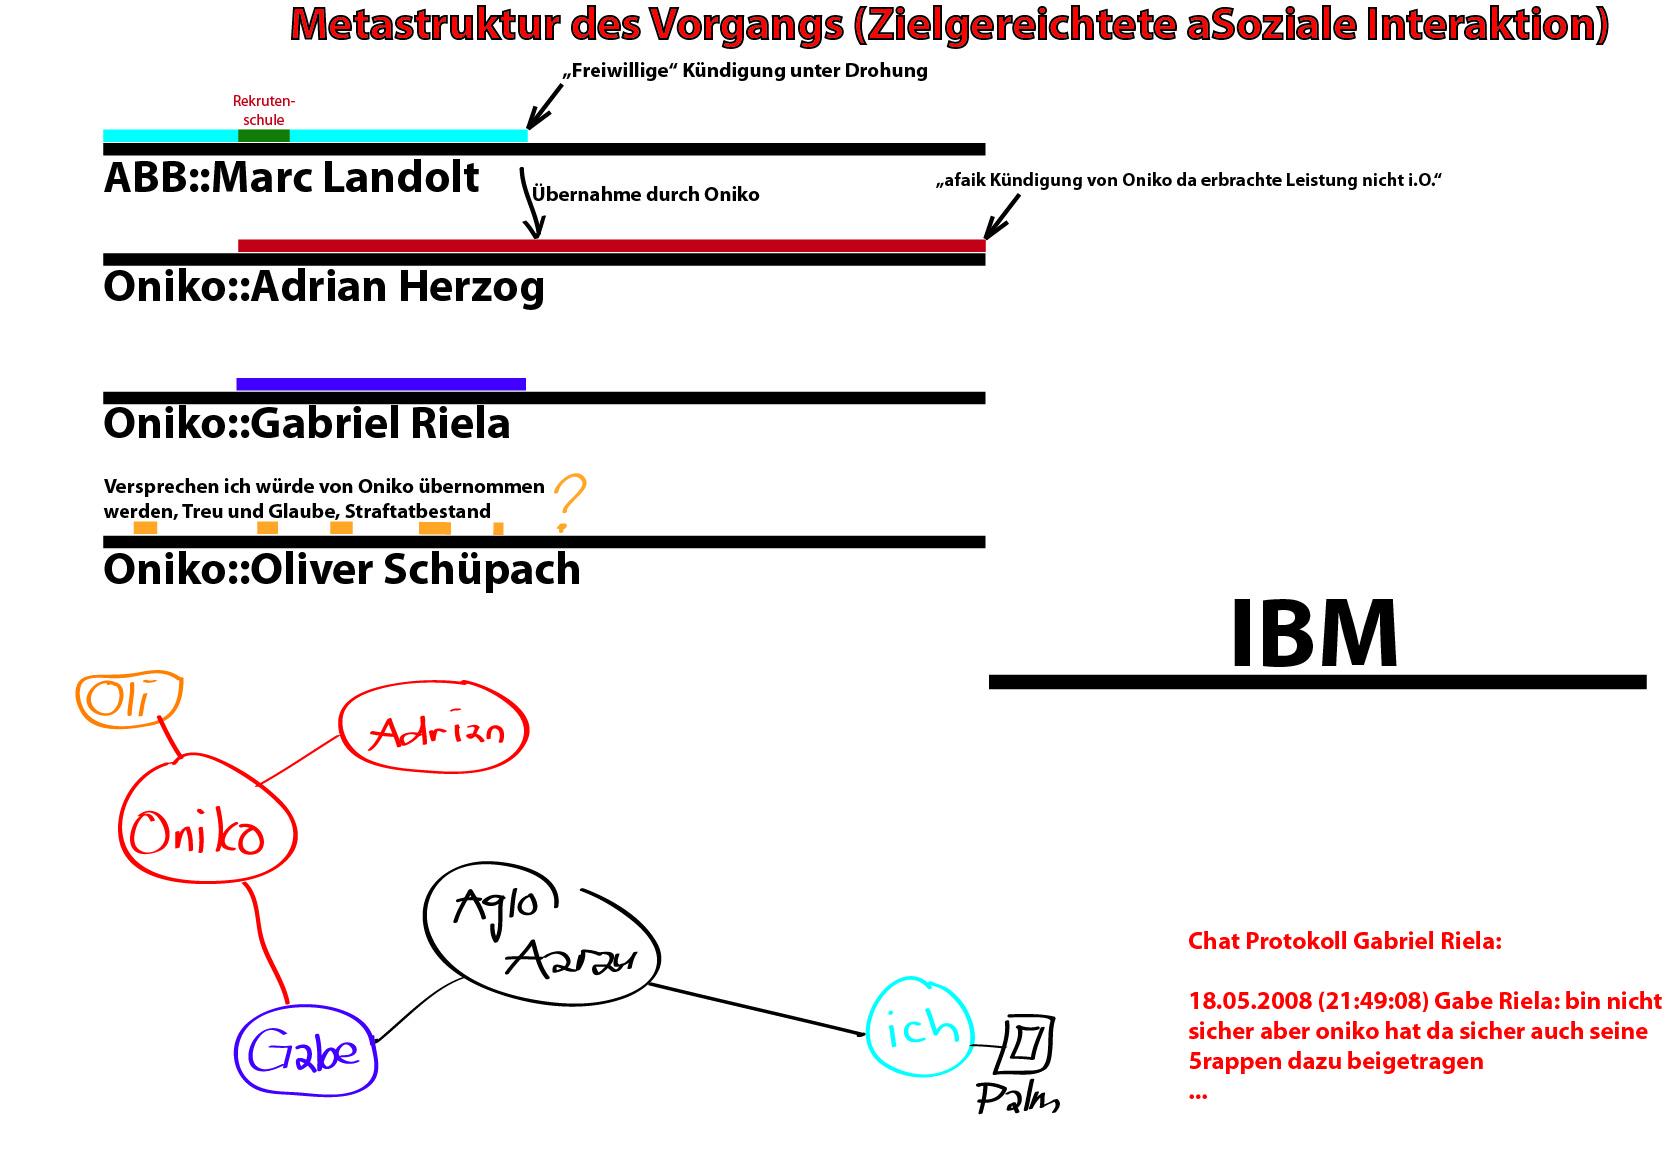 Metastruktur des Vorgangs (Zielgereichtete aSoziale Interaktion)
„Freiwillige“ Kündigung unter Drohung
Rekruten-
schule
ABB::Marc Landolt
Übernahme durch Oniko
„afaik Kündigung von Oniko da erbrachte Leistung nicht i.O.“
Oniko::Adrian Herzog
Oniko::Gabriel Riela
Versprechen ich würde von Oniko übernommen
werden, Treu und Glaube, Straftatbestand
?
Oniko::Oliver Schüpach
IBM
Oli
Adrian
Oniko
Aglo
Aarau
Gabe
ich
Palm
Chat Protokoll Gabriel Riela:
18.05.2008 (21:49:08) Gabe Riela: bin nicht
sicher aber oniko hat da sicher auch seine
5rappen dazu beigetragen
...